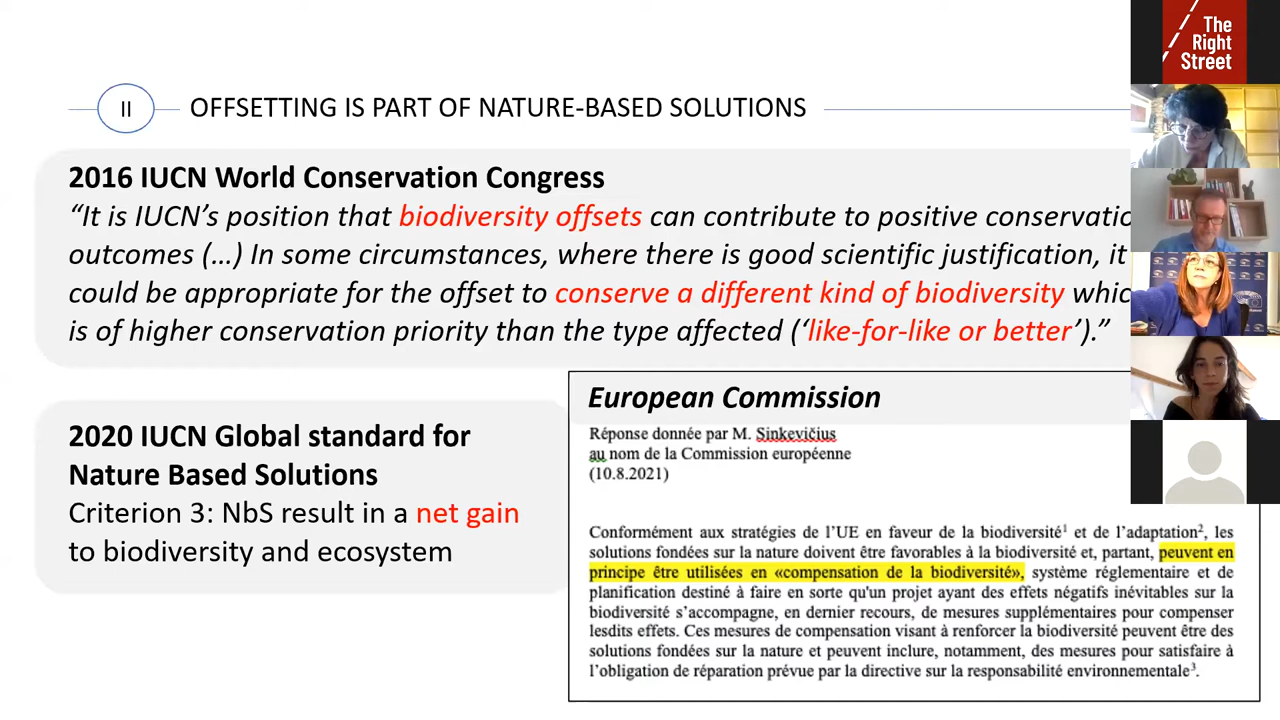 The
Right
Street
II
OFFSETTING IS PART OF NATURE-BASED SOLUTIONS
2016 IUCN World Conservation Congress
“It is IUCN’s position that biodiversity offsets can contribute to positive conservatio
outcomes (…) In some circumstances, where there is good scientific justification, it
could be appropriate for the offset to conserve a different kind of biodiversity whic
is of higher conservation priority than the type affected (‘like-for-like or better’).”
2020 IUCN Global standard for
Nature Based Solutions
Criterion 3: NbS result in a net gain
to biodiversity and ecosystem
European Commission
Réponse donnée par M. Sinkevičius
au nom de la Commission européenne
(10.8.2021)
Conformément aux stratégies de l’UE en faveur de la biodiversité¹ et de l’adaptation², les
solutions fondées sur la nature doivent être favorables à la biodiversité et, partant, peuvent en
principe être utilisées en «compensation de la biodiversité», système réglementaire et de
planification destiné à faire en sorte qu'un projet ayant des effets négatifs inévitables sur la
biodiversité s’accompagne, en dernier recours, de mesures supplémentaires pour compenser
lesdits effets. Ces mesures de compensation visant à renforcer la biodiversité peuvent être des
solutions fondées sur la nature et peuvent inclure, notamment, des mesures pour satisfaire à
l’obligation de réparation prévue par la directive sur la responsabilité environnementale³.